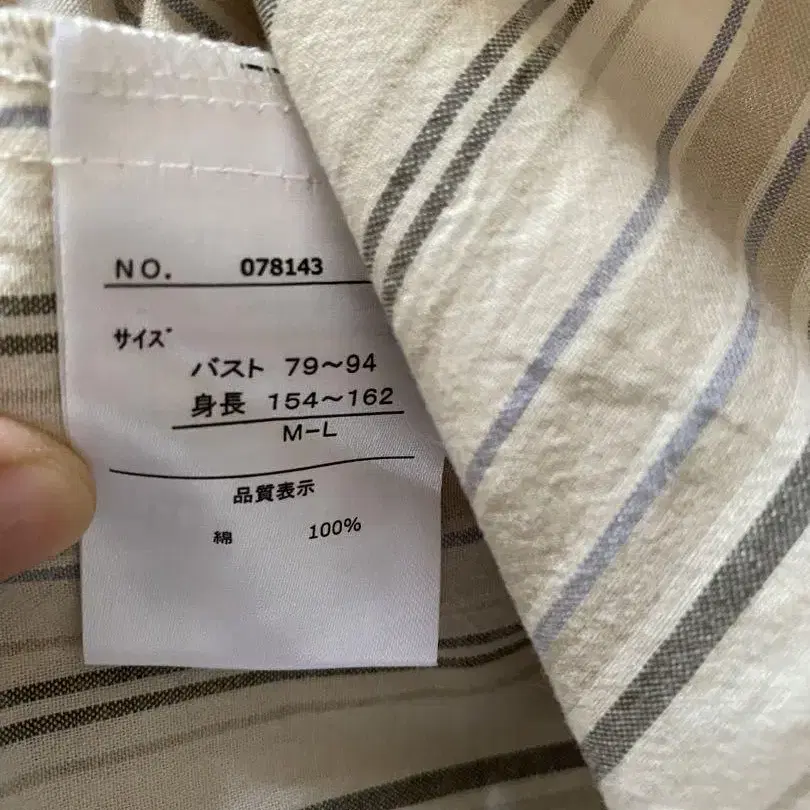 NO. 078143
サイズ
バスト 79～94
身長 154～162
M-L
品質表示
綿 100%